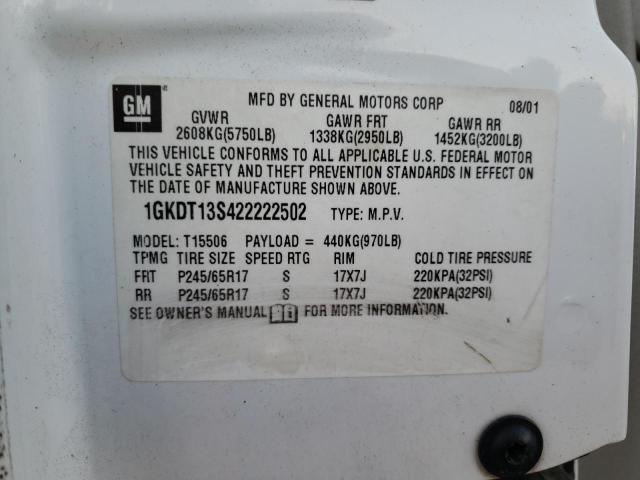 GM
MFD BY GENERAL MOTORS CORP 08/01
GVWR GAWR FRT GAWR RR
2608KG(5750LB) 1338KG(2950LB) 1452KG(3200LB)
THIS VEHICLE CONFORMS TO ALL APPLICABLE U.S. FEDERAL MOTOR
VEHICLE SAFETY AND THEFT PREVENTION STANDARDS IN EFFECT ON
THE DATE OF MANUFACTURE SHOWN ABOVE.
1GKDT13S422222502 TYPE: M.P.V.
MODEL: T15506 PAYLOAD = 440KG(970LB)
TPMG TIRE SIZE SPEED RTG RIM COLD TIRE PRESSURE
FRT P245/65R17 S 17X7J 220KPA(32PSI)
RR P245/65R17 S 17X7J 220KPA(32PSI)
SEE OWNER'S MANUAL FOR MORE INFORMATION.